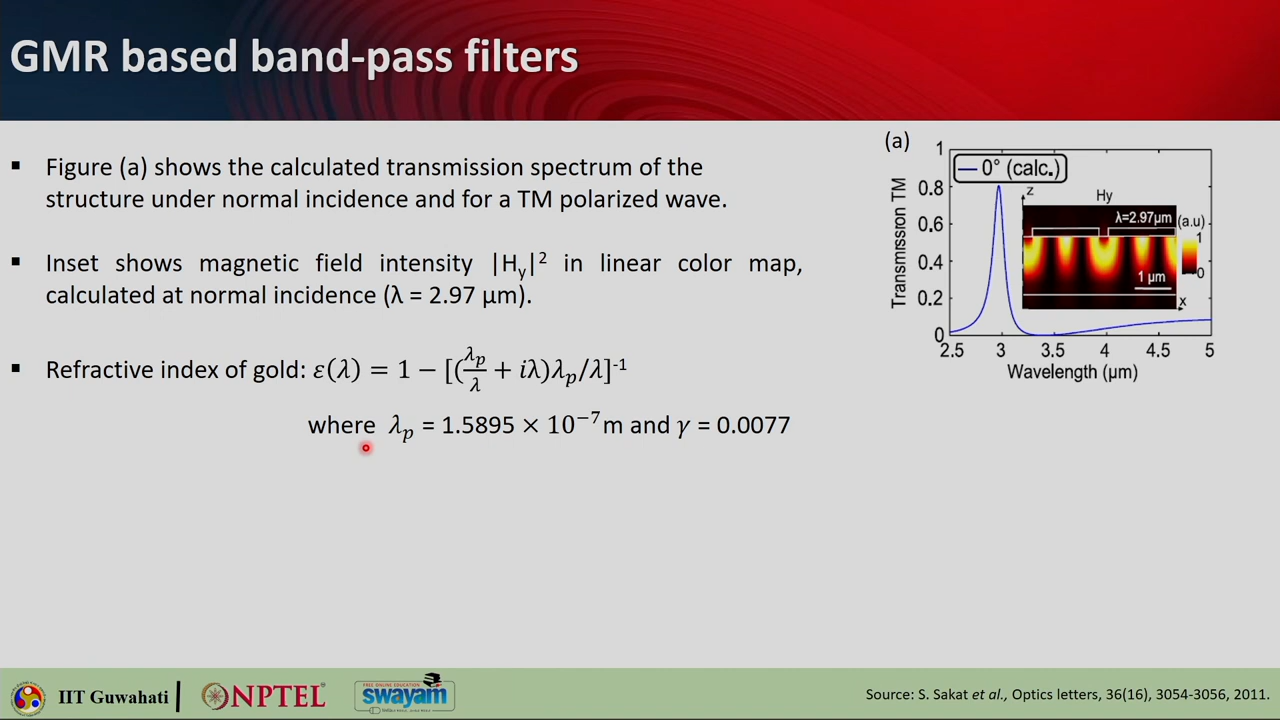 GMR based band-pass filters
▪ Figure (a) shows the calculated transmission spectrum of the
structure under normal incidence and for a TM polarized wave.
▪ Inset shows magnetic field intensity |Hy|² in linear color map,
calculated at normal incidence (λ = 2.97 μm).
▪ Refractive index of gold: 𝜀(𝜆) = 1 − [(𝜆𝑝/𝜆 + 𝑖λ)𝜆𝑝/𝜆]⁻¹
where 𝜆𝑝 = 1.5895 × 10⁻⁷m and 𝛾 = 0.0077
(a)
1
0.8
0.6
0.4
0.2
0
Transmission TM
0° (calc.)
z
Hy
λ=2.97μm
(a.u)
1
0
1 μm
x
2.5 3 3.5 4 4.5 5
Wavelength (μm)
IIT Guwahati
NPTEL
FREE ONLINE EDUCATION
swayam
Source: S. Sakat et al., Optics letters, 36(16), 3054-3056, 2011.